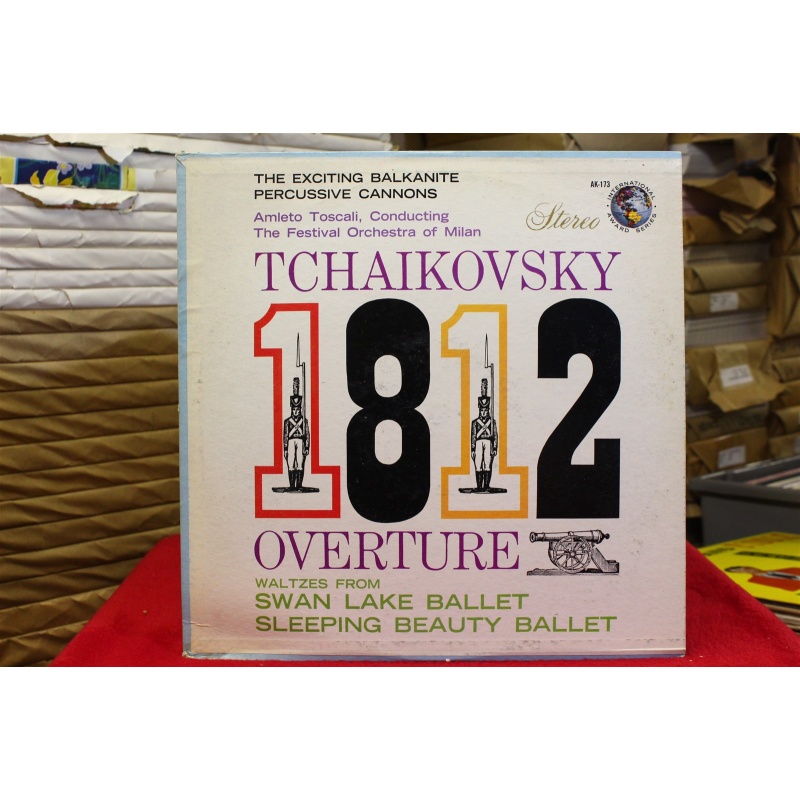 THE EXCITING BALKANITE
PERCUSSIVE CANNONS
Amleto Toscali, Conducting
The Festival Orchestra of Milan
AK-173
Stereo
INTERNATIONAL
AWARD SERIES
TCHAIKOVSKY
1812
OVERTURE
WALTZES FROM
SWAN LAKE BALLET
SLEEPING BEAUTY BALLET